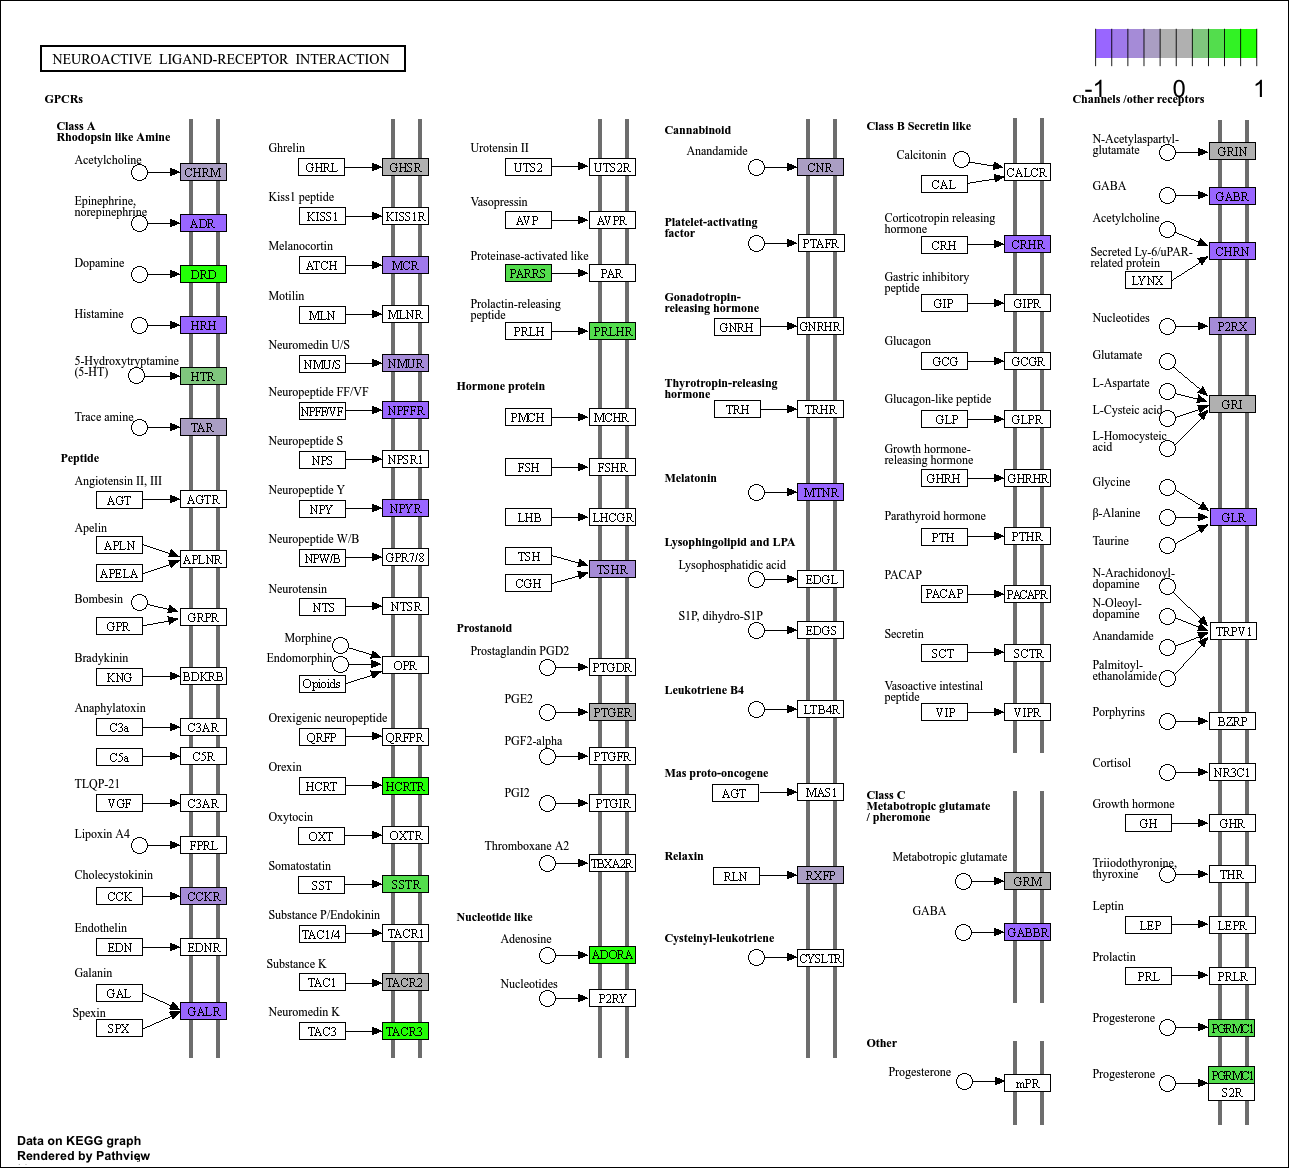 NEUROACTIVE LIGAND-RECEPTOR INTERACTION
-1 0 1
GPCRs
Class A
Rhodopsin like Amine
Acetylcholine
CHRM
Epinephrine,
norepinephrine
ADR
Dopamine
DRD
Histamine
HRH
5-Hydroxytryptamine
(5-HT)
HTR
Trace amine
TAR
Peptide
Angiotensin II, III
AGT AGTR
Apelin
APLN
APLNR
APELA
Bombesin
GRPR
GPR
Bradykinin
KNG BDKRB
Anaphylatoxin
C3a C3AR
C5a C5R
TLQP-21
VGF C3AR
Lipoxin A4
FPRL
Cholecystokinin
CCK CCKR
Endothelin
EDN EDNR
Galanin
GAL
GALR
Spexin
SPX
Ghrelin
GHRL GHSR
Kiss1 peptide
KISS1 KISS1R
Melanocortin
ATCH MCR
Motilin
MLN MLNR
Neuromedin U/S
NMU/S NMUR
Neuropeptide FF/VF
NPFF/VF NPFFR
Neuropeptide S
NPS NPSR1
Neuropeptide Y
NPY NPYR
Neuropeptide W/B
NPW/B GPR7/8
Neurotensin
NTS NTSR
Morphine
Endomorphin
OPR
Opioids
Orexigenic neuropeptide
QRFP QRFPR
Orexin
HCRT HCRTR
Oxytocin
OXT OXTR
Somatostatin
SST SSTR
Substance P/Endokinin
TAC1/4 TACR1
Substance K
TAC1 TACR2
Neuromedin K
TAC3 TACR3
Urotensin II
UTS2 UTS2R
Vasopressin
AVP AVPR
Proteinase-activated like
PARRS PAR
Prolactin-releasing
peptide
PRLH PRLHR
Hormone protein
PMCH MCHR
FSH FSHR
LHB LHCGR
TSH
TSHR
CGH
Prostanoid
Prostaglandin PGD2
PTGDR
PGE2
PTGER
PGF2-alpha
PTGFR
PGI2
PTGIR
Thromboxane A2
TBXA2R
Nucleotide like
Adenosine
ADORA
Nucleotides
P2RY
Cannabinoid
Anandamide
CNR
Platelet-activating
factor
PTAFR
Gonadotropin-
releasing hormone
GNRH GNRHR
Thyrotropin-releasing
hormone
TRH TRHR
Melatonin
MTNR
Lysophingolipid and LPA
Lysophosphatidic acid
EDGL
S1P, dihydro-S1P
EDGS
Leukotriene B4
LTB4R
Mas proto-oncogene
AGT MAS1
Relaxin
RLN RXFP
Cysteinyl-leukotriene
CYSLTR
Class B Secretin like
Calcitonin
CALCR
CAL
Corticotropin releasing
hormone
CRH CRHR
Gastric inhibitory
peptide
GIP GIPR
Glucagon
GCG GCGR
Glucagon-like peptide
GLP GLPR
Growth hormone-
releasing hormone
GHRH GHRHR
Parathyroid hormone
PTH PTHR
PACAP
PACAP PACAPR
Secretin
SCT SCTR
Vasoactive intestinal
peptide
VIP VIPR
Class C
Metabotropic glutamate
/ pheromone
Metabotropic glutamate
GRM
GABA
GABBR
Other
Progesterone
mPR
Channels /other receptors
N-Acetylaspartyl-
glutamate
GRIN
GABA
GABR
Acetylcholine
CHRN
Secreted Ly-6/uPAR-
related protein
LYNX
Nucleotides
P2RX
Glutamate
L-Aspartate
GRI
L-Cysteic acid
L-Homocysteic
acid
Glycine
β-Alanine
GLR
Taurine
N-Arachidonoyl-
dopamine
N-Oleoyl-
dopamine
TRPV1
Anandamide
Palmitoyl-
ethanolamide
Porphyrins
BZRP
Cortisol
NR3C1
Growth hormone
GH GHR
Triiodothyronine,
thyroxine
THR
Leptin
LEP LEPR
Prolactin
PRL PRLR
Progesterone
PGRMC1
Progesterone
PGRMC1
S2R
Data on KEGG graph
Rendered by Pathview